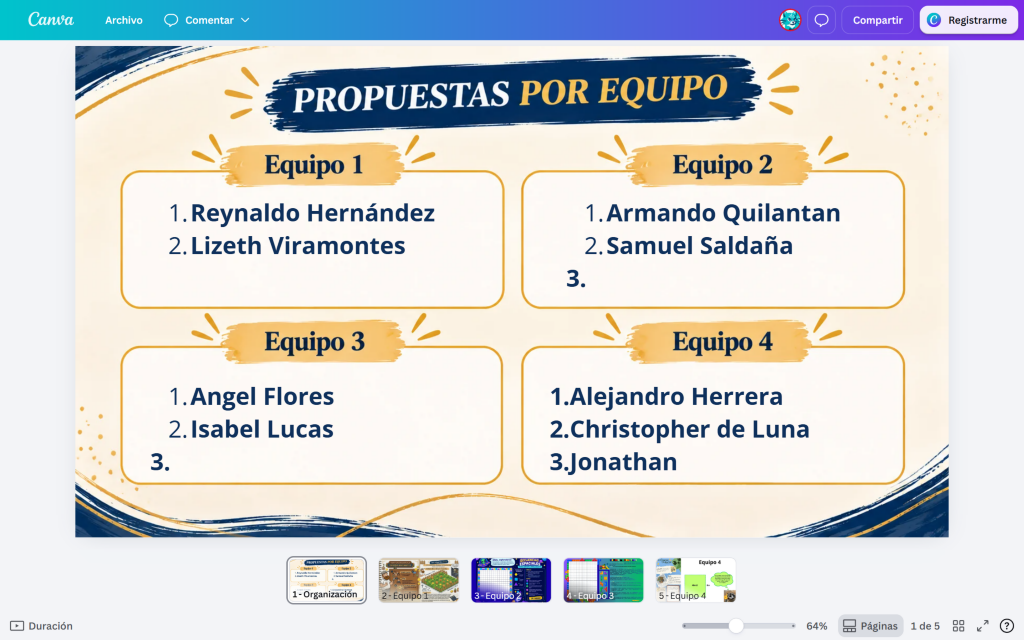 Canva
Archivo
Comentar
Compartir
Registrarme
PROPUESTAS POR EQUIPO
Equipo 1
1. Reynaldo Hernández
2. Lizeth Viramontes
Equipo 2
1. Armando Quilantan
2. Samuel Saldaña
3.
Equipo 3
1. Angel Flores
2. Isabel Lucas
3.
Equipo 4
1.Alejandro Herrera
2.Christopher de Luna
3.Jonathan
1 - Organización
2 - Equipo 1
3 - Equipo 2
4 - Equipo 3
Equipo 4
5 - Equipo 4
Duración
64%
Páginas
1 de 5